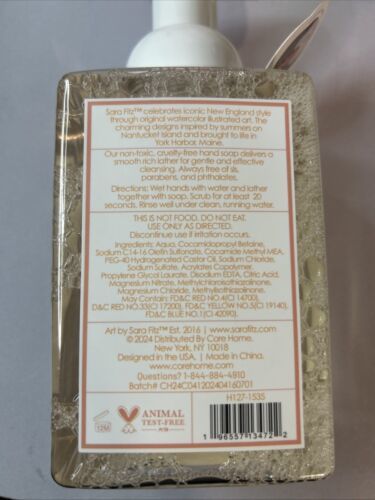 Sara Fitz™ celebrates iconic New England style
through original watercolor illustrated art. The
charming designs inspired by summers on
Nantucket Island and brought to life in
York Harbor, Maine.
Our non-toxic, cruelty-free hand soap delivers a
smooth rich lather for gentle and effective
cleansing. Always free of sls,
parabens, and phthalates.
Directions: Wet hands with water and lather
together with soap. Scrub for at least 20
seconds. Rinse well under clean, running water.
THIS IS NOT FOOD. DO NOT EAT.
USE ONLY AS DIRECTED.
Discontinue use if irritation occurs.
Ingredients: Aqua, Cocamidopropyl Betaine,
Sodium C14-16 Olefin Sulfonate, Cocamide Methyl MEA,
PEG-40 Hydrogenated Castor Oil, Sodium Chloride,
Sodium Sulfate, Acrylates Copolymer,
Propylene Glycol Laurate, Disodium EDTA, Citric Acid,
Magnesium Nitrate, Methylchloroisothiazolinone,
Magnesium Chloride, Methylisothiazolinone.
May Contain: FD&C RED NO.4(CI 14700),
D&C RED NO.33(CI 17200), FD&C YELLOW NO.5(CI 19140),
FD&C BLUE NO.1(CI 42090).
Art by Sara Fitz™ Est. 2016 | www.sarafitz.com
© 2024 Distributed By Core Home.
New York, NY 10018
Designed in the USA. | Made in China.
www.corehome.com
Questions? 1-844-884-4910
Batch# CH24C041202404160701
12M
ANIMAL
TEST-FREE
PETA
H127-1535
1 96557 13472 2